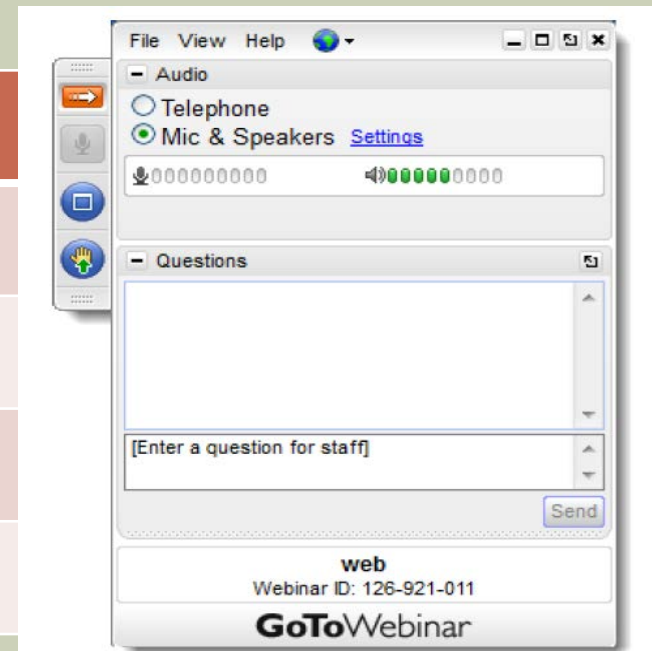 File View Help
Audio
Telephone
Mic & Speakers Settings
Questions
[Enter a question for staff]
Send
web
Webinar ID: 126-921-011
GoToWebinar